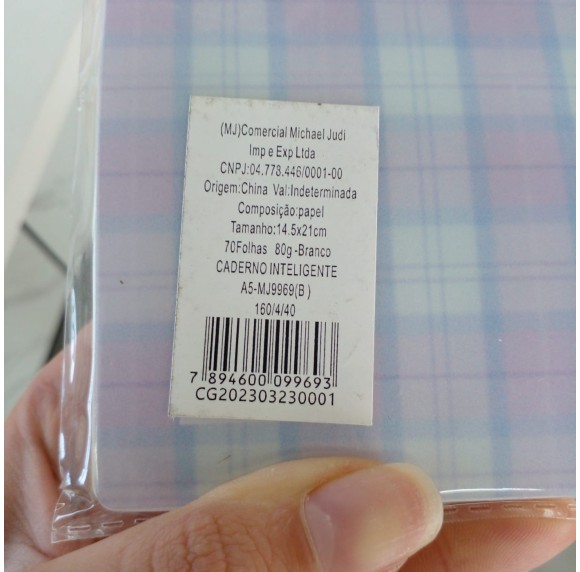 (MJ)Comercial Michael Judi
Imp e Exp Ltda
CNPJ:04.778.446/0001-00
Origem:China Val:Indeterminada
Composição:papel
Tamanho:14.5x21cm
70Folhas 80g-Branco
CADERNO INTELIGENTE
A5-MJ9969(B )
160/4/40
7 894600 099693
CG202303230001